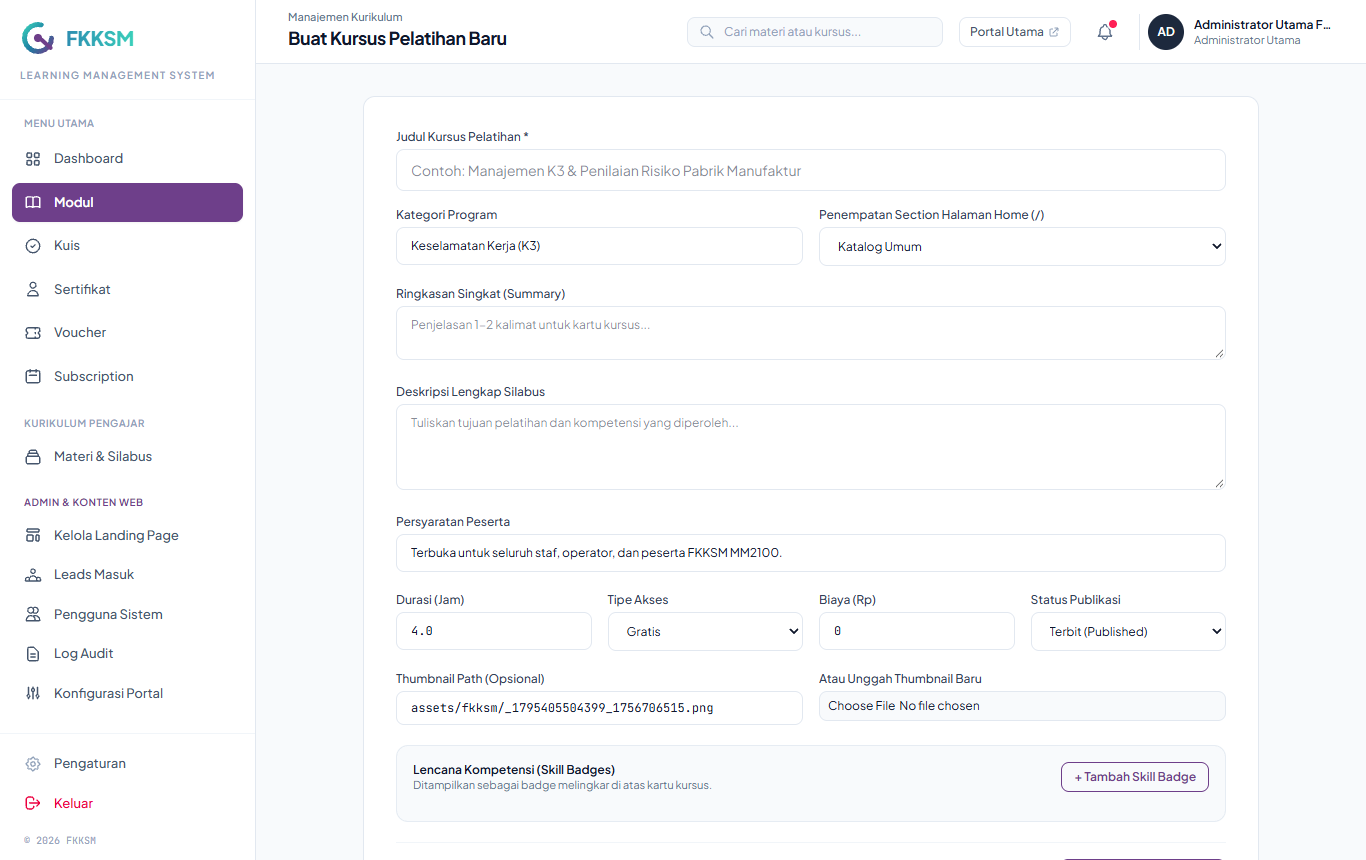 FKKSM
LEARNING MANAGEMENT SYSTEM
MENU UTAMA
Dashboard
Modul
Kuis
Sertifikat
Voucher
Subscription
KURIKULUM PENGAJAR
Materi & Silabus
ADMIN & KONTEN WEB
Kelola Landing Page
Leads Masuk
Pengguna Sistem
Log Audit
Konfigurasi Portal
Pengaturan
Keluar
© 2026 FKKSM
Manajemen Kurikulum
Buat Kursus Pelatihan Baru
Cari materi atau kursus...
Portal Utama
AD
Administrator Utama F...
Administrator Utama
Judul Kursus Pelatihan *
Contoh: Manajemen K3 & Penilaian Risiko Pabrik Manufaktur
Kategori Program
Keselamatan Kerja (K3)
Penempatan Section Halaman Home (/)
Katalog Umum
Ringkasan Singkat (Summary)
Penjelasan 1-2 kalimat untuk kartu kursus...
Deskripsi Lengkap Silabus
Tuliskan tujuan pelatihan dan kompetensi yang diperoleh...
Persyaratan Peserta
Terbuka untuk seluruh staf, operator, dan peserta FKKSM MM2100.
Durasi (Jam)
4.0
Tipe Akses
Gratis
Biaya (Rp)
0
Status Publikasi
Terbit (Published)
Thumbnail Path (Opsional)
assets/fkksm/_1795405504399_1756706515.png
Atau Unggah Thumbnail Baru
Choose File No file chosen
Lencana Kompetensi (Skill Badges)
Ditampilkan sebagai badge melingkar di atas kartu kursus.
+ Tambah Skill Badge